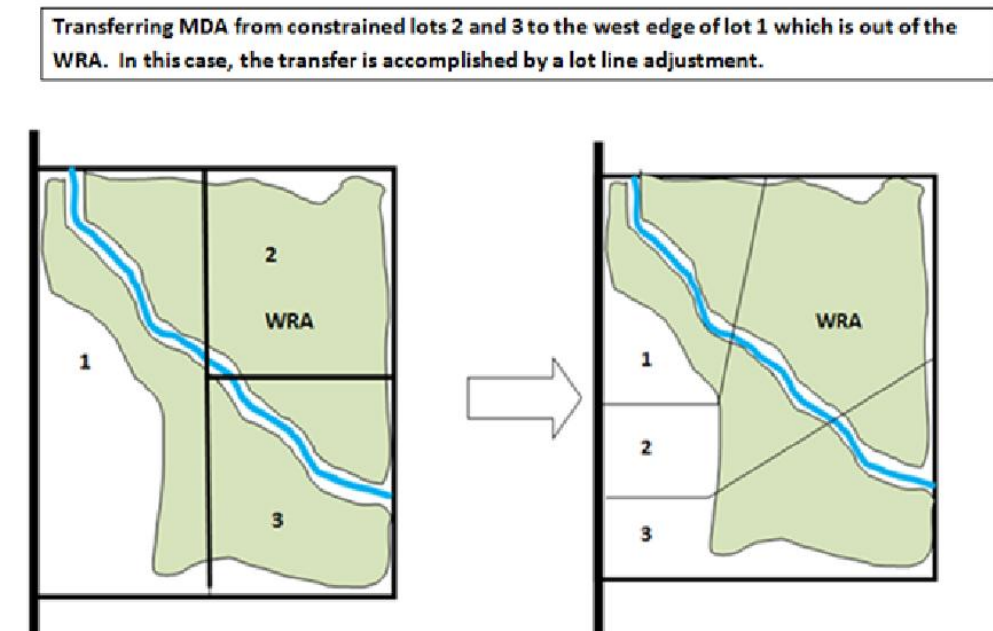 Transferring MDA from constrained lots 2 and 3 to the west edge of lot 1 which is out of the
WRA. In this case, the transfer is accomplished by a lot line adjustment.
2
WRA
1
3
WRA
1
2
3